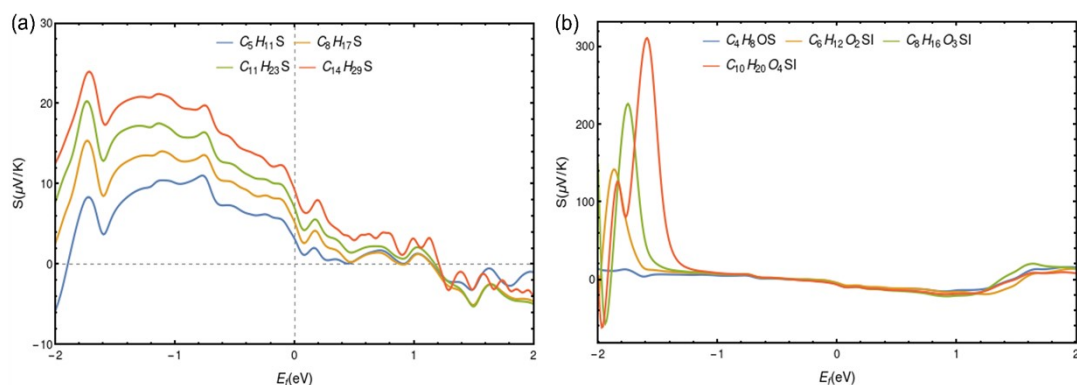 (a)
C5H11S C8H17S
C11H23S C14H29S
S(μV/K)
30
20
10
0
−10
−2 −1 0 1 2
Ef(eV)
(b)
C4H8OS C6H12O2SI C8H16O3SI
C10H20O4SI
S(μV/K)
300
200
100
0
−2 −1 0 1 2
Ef(eV)